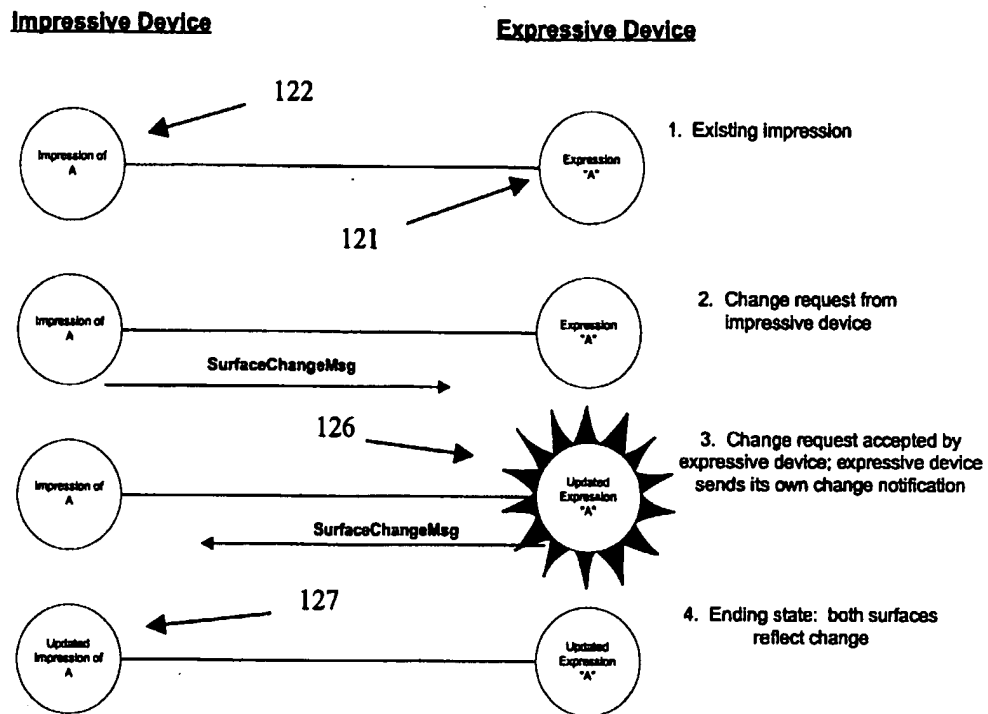 Impressive Device
Expressive Device
122
Impression of
A
Expression
"A"
1. Existing impression
121
Impression of
A
Expression
"A"
2. Change request from
impressive device
SurfaceChangeMsg
126
Impression of
A
Updated
Expression
"A"
3. Change request accepted by
expressive device; expressive device
sends its own change notification
SurfaceChangeMsg
127
Updated
Impression of
A
Updated
Expression
"A"
4. Ending state: both surfaces
reflect change